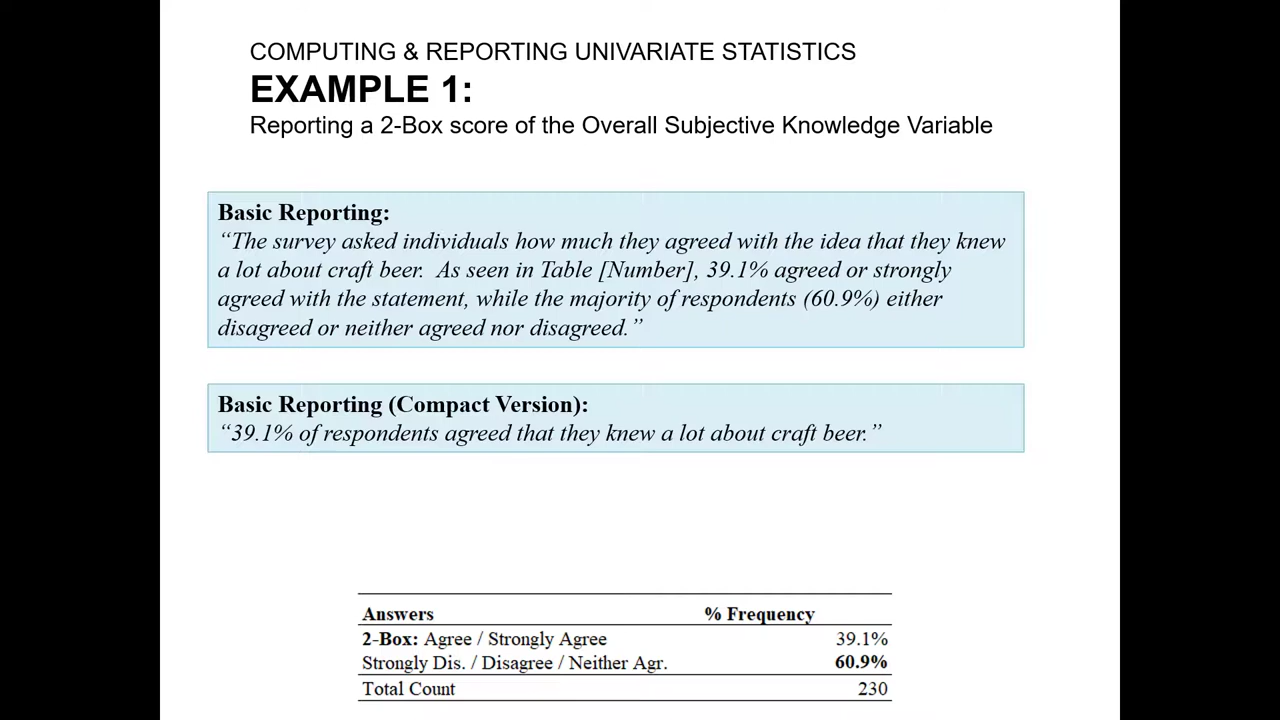 COMPUTING & REPORTING UNIVARIATE STATISTICS
EXAMPLE 1:
Reporting a 2-Box score of the Overall Subjective Knowledge Variable
Basic Reporting:
“The survey asked individuals how much they agreed with the idea that they knew
a lot about craft beer.  As seen in Table [Number], 39.1% agreed or strongly
agreed with the statement, while the majority of respondents (60.9%) either
disagreed or neither agreed nor disagreed.”
Basic Reporting (Compact Version):
“39.1% of respondents agreed that they knew a lot about craft beer.”
Answers % Frequency
2-Box: Agree / Strongly Agree 39.1%
Strongly Dis. / Disagree / Neither Agr. 60.9%
Total Count 230